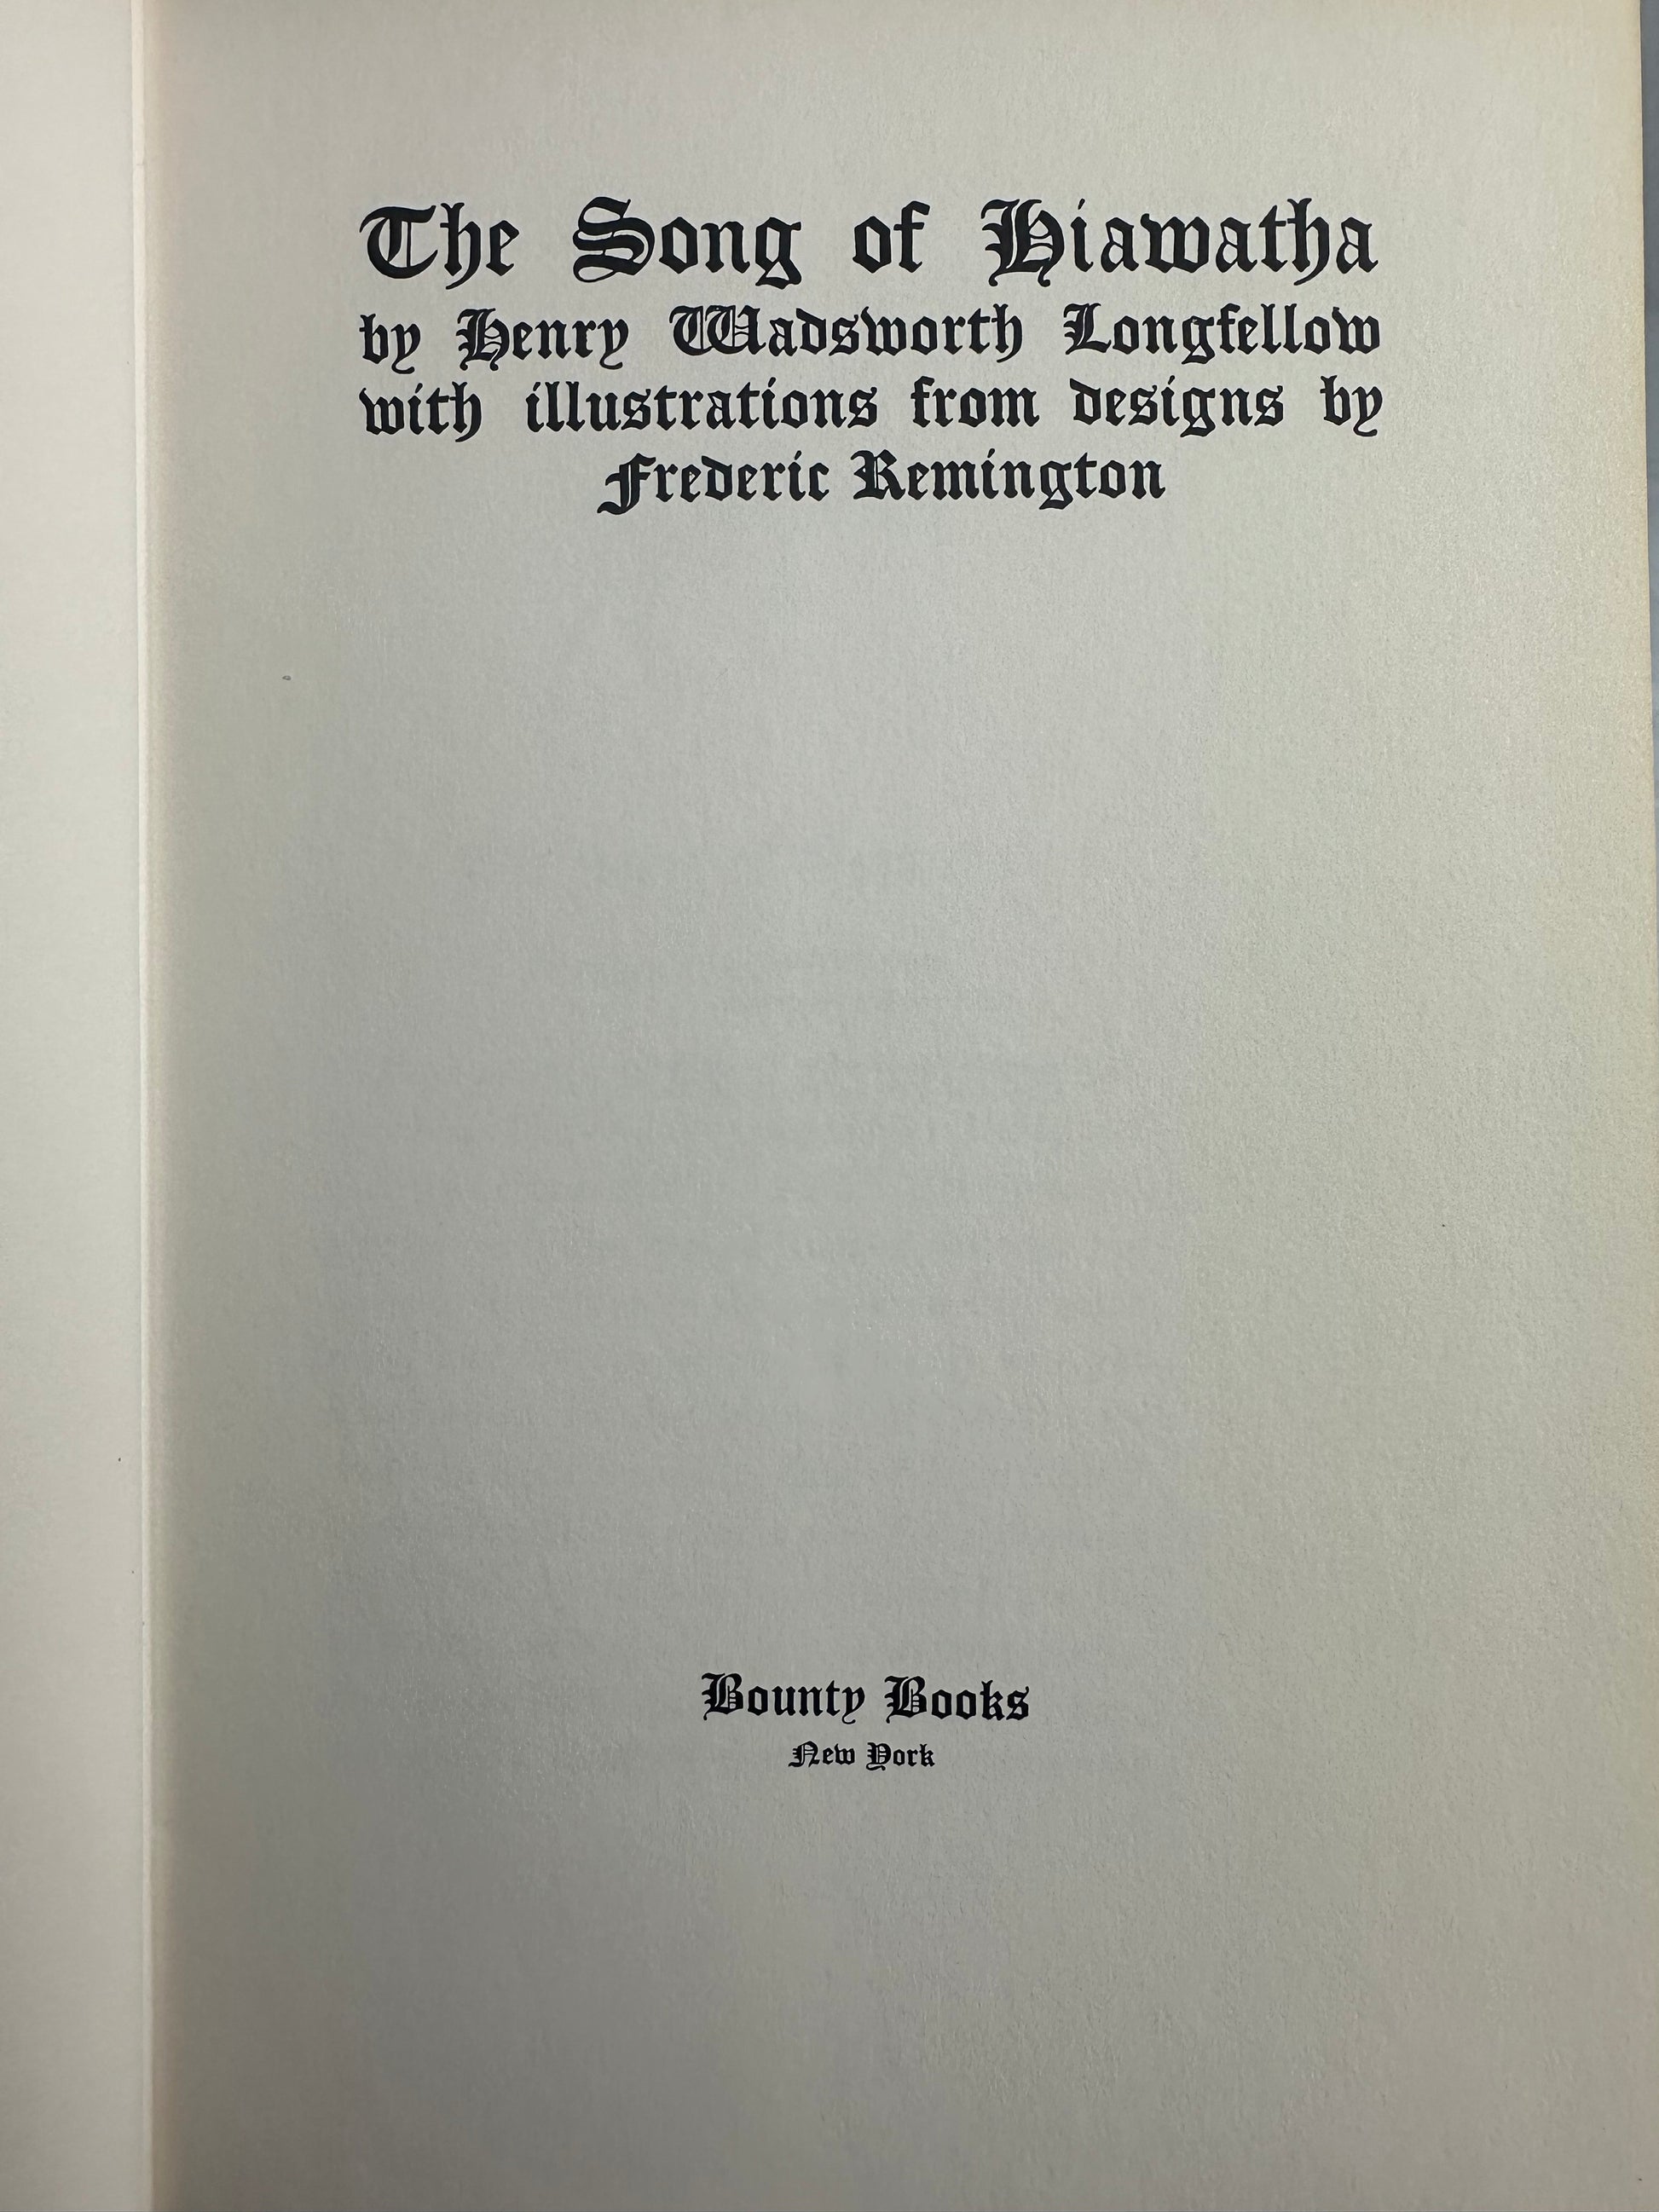 The Song of Hiawatha
by Henry Wadsworth Longfellow
with illustrations from designs by
Frederic Remington
Bounty Books
New York